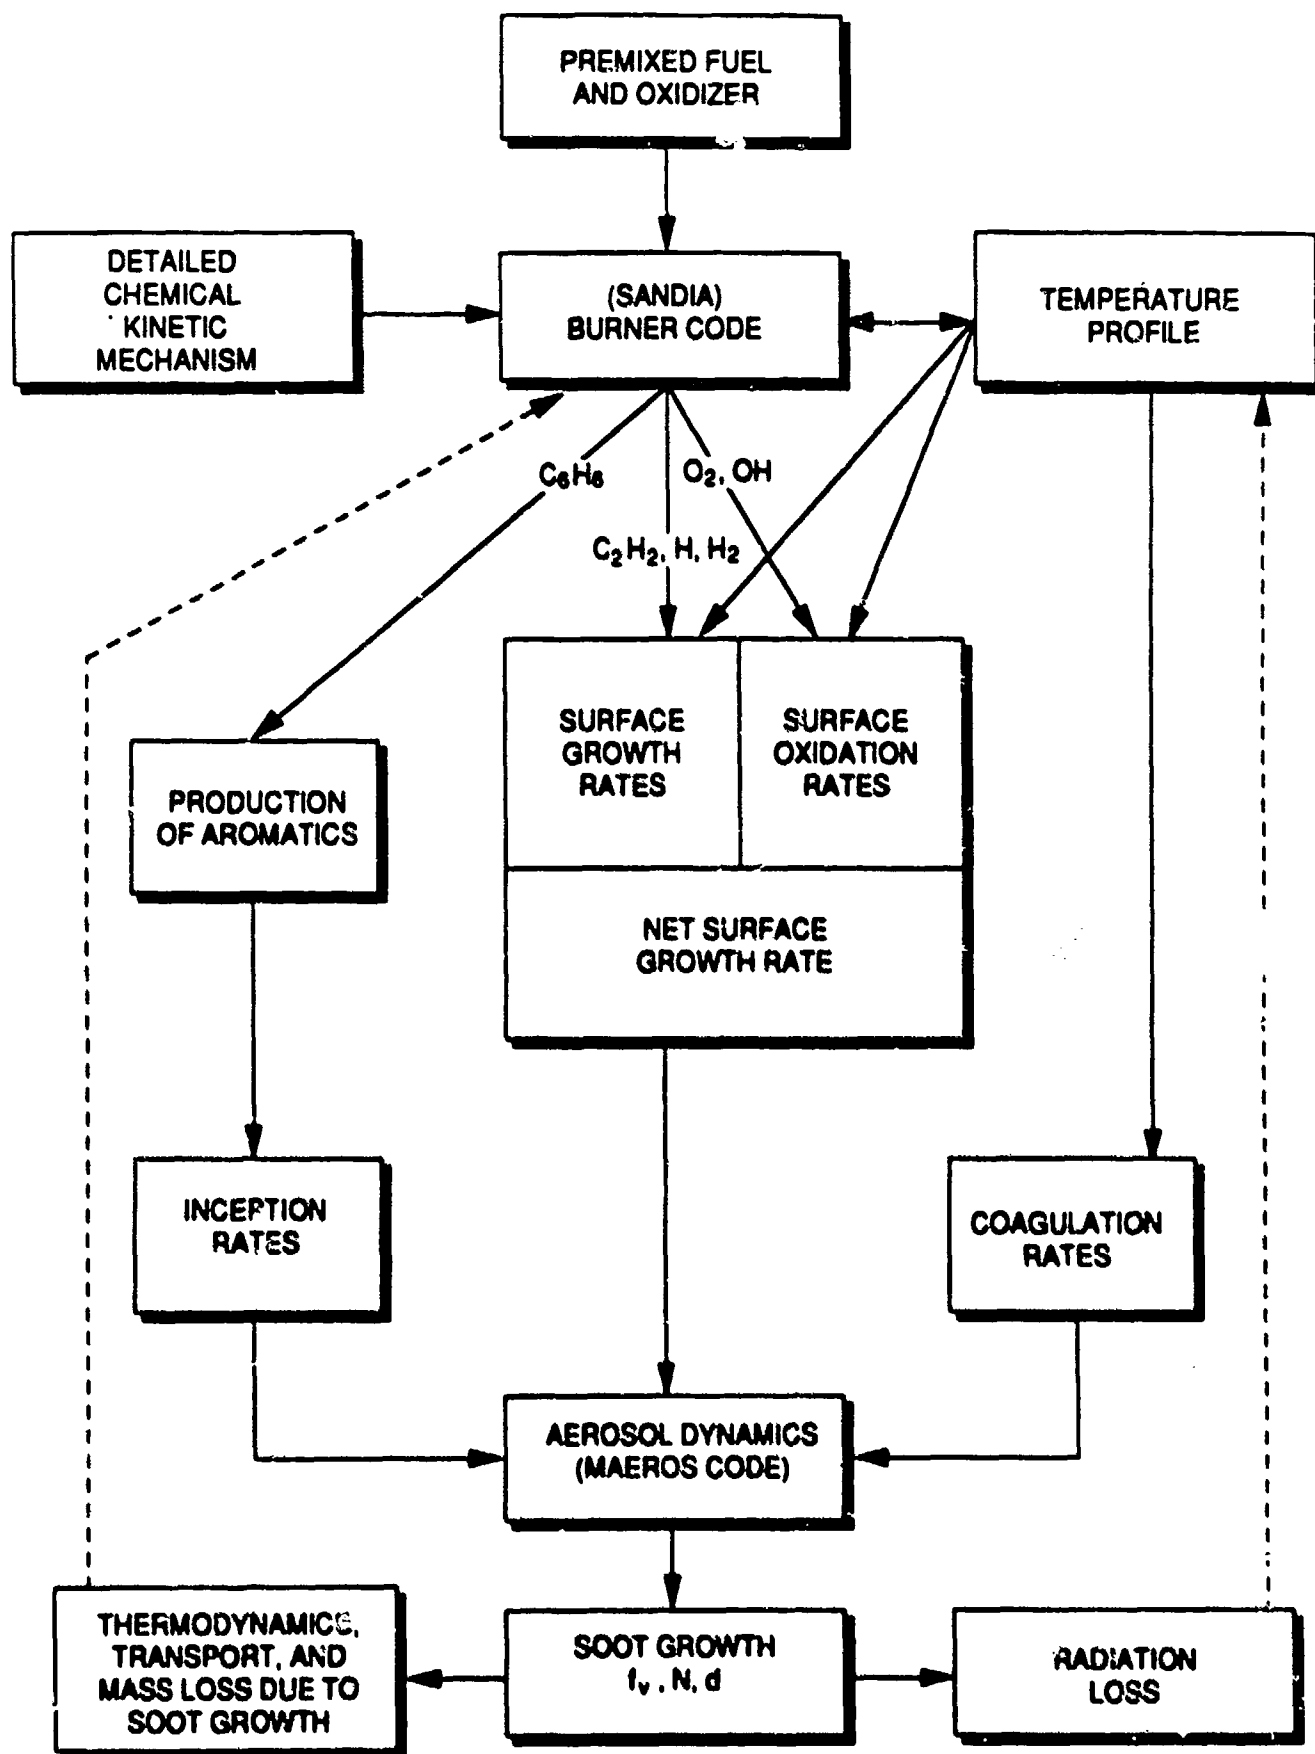 PREMIXED FUEL
AND OXIDIZER
DETAILED
CHEMICAL
KINETIC
MECHANISM
(SANDIA)
BURNER CODE
TEMPERATURE
PROFILE
C₆H₆
O₂, OH
C₂H₂, H, H₂
SURFACE
GROWTH
RATES
SURFACE
OXIDATION
RATES
PRODUCTION
OF AROMATICS
NET SURFACE
GROWTH RATE
INCEPTION
RATES
COAGULATION
RATES
AEROSOL DYNAMICS
(MAEROS CODE)
THERMODYNAMICS,
TRANSPORT, AND
MASS LOSS DUE TO
SOOT GROWTH
SOOT GROWTH
fᵥ, N, d
RADIATION
LOSS